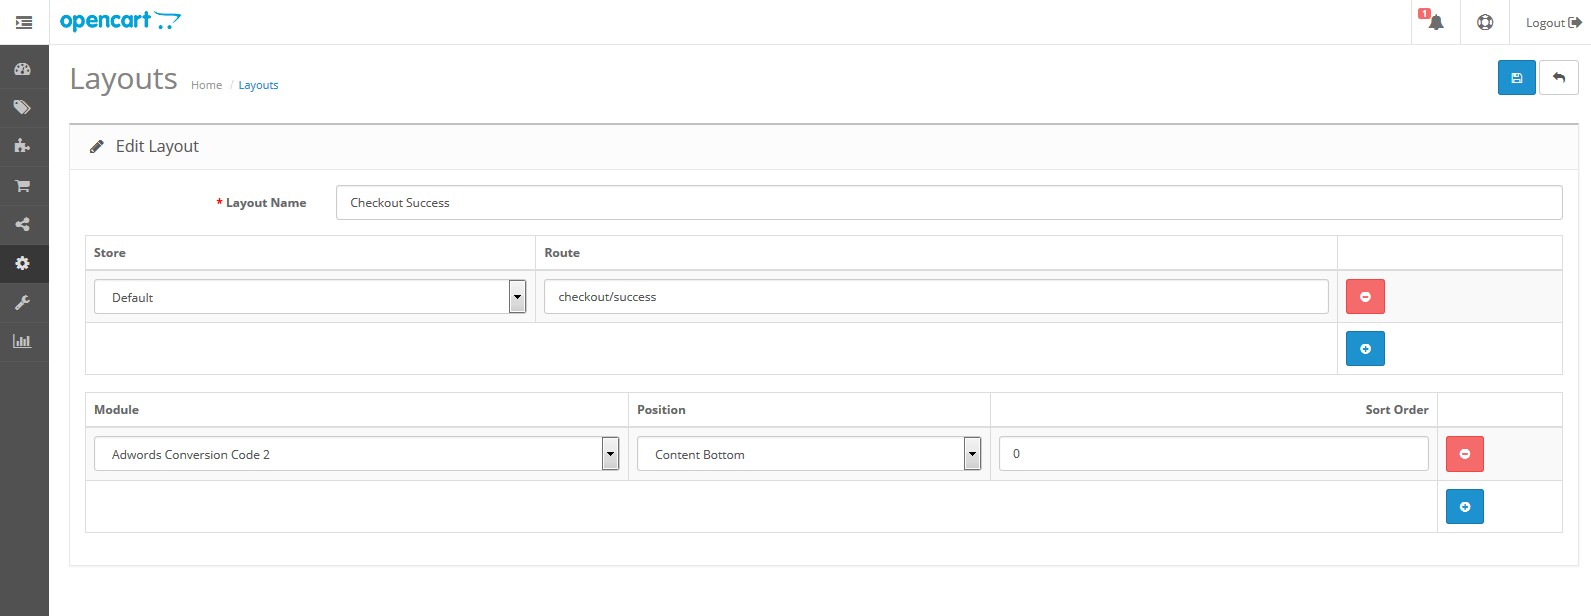 opencart
1
Logout
Layouts
Home / Layouts
Edit Layout
* Layout Name
Checkout Success
Store Route
Default checkout/success
Module Position Sort Order
Adwords Conversion Code 2 Content Bottom 0